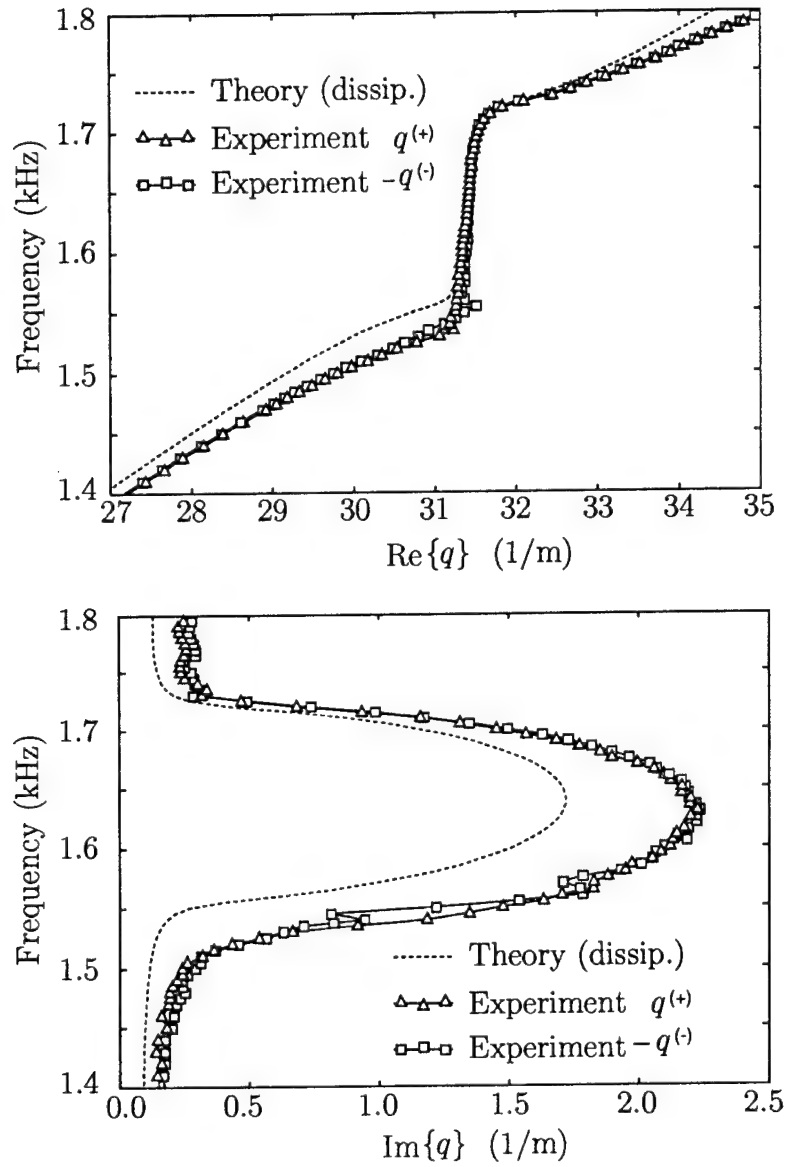 1.8
1.7
1.6
1.5
1.4
Frequency (kHz)
Theory (dissip.)
Experiment q(+)
Experiment -q(-)
27 28 29 30 31 32 33 34 35
Re{q} (1/m)
1.8
1.7
1.6
1.5
1.4
Frequency (kHz)
Theory (dissip.)
Experiment q(+)
Experiment -q(-)
0.0 0.5 1.0 1.5 2.0 2.5
Im{q} (1/m)